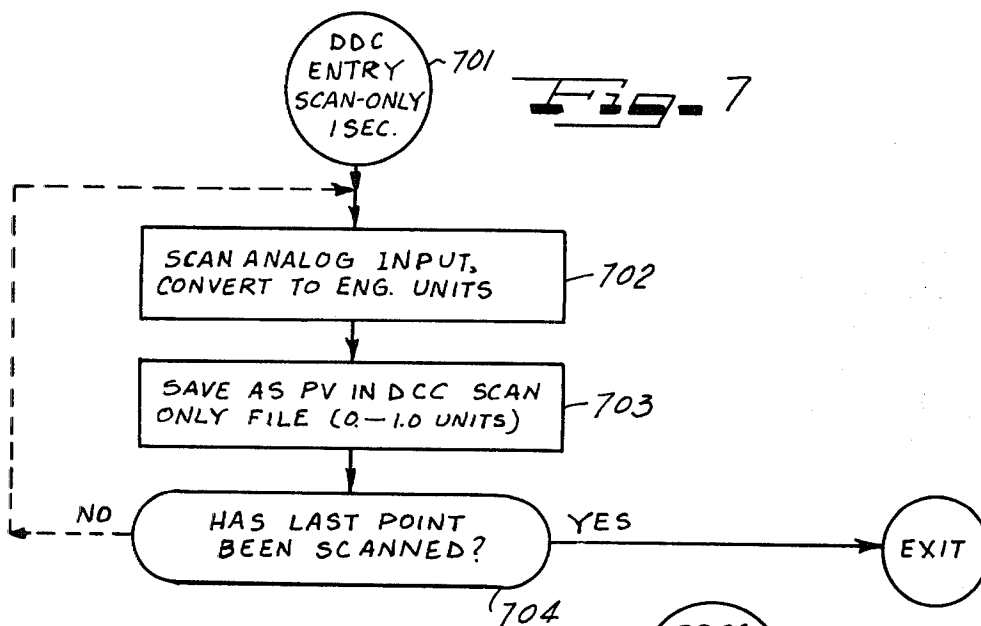 DDC
ENTRY
SCAN-ONLY
1 SEC.
701
Fig. 7
SCAN ANALOG INPUT,
CONVERT TO ENG. UNITS
702
SAVE AS PV IN DCC SCAN
ONLY FILE (0.—1.0 UNITS)
703
NO
HAS LAST POINT
BEEN SCANNED?
YES
EXIT
704